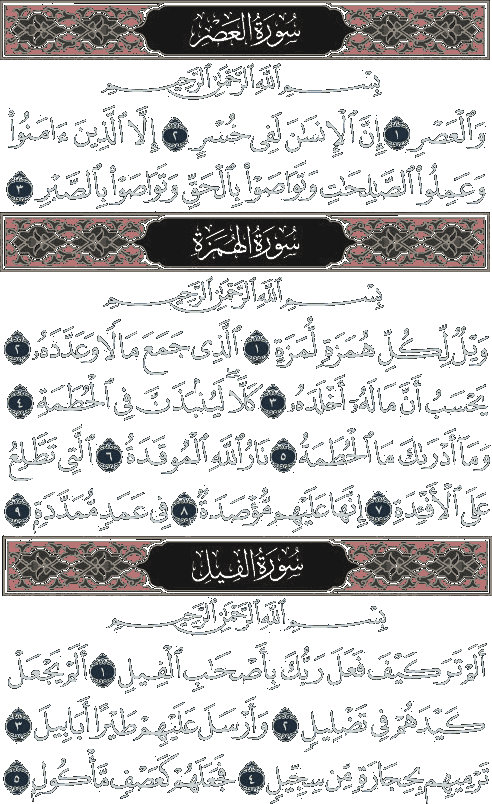 سُورَةُ العَصْرِ
بِسْمِ ٱللَّهِ ٱلرَّحْمَٰنِ ٱلرَّحِيمِ
وَٱلْعَصْرِ ١ إِنَّ ٱلْإِنسَٰنَ لَفِى خُسْرٍ ٢ إِلَّا ٱلَّذِينَ ءَامَنُوا۟
وَعَمِلُوا۟ ٱلصَّٰلِحَٰتِ وَتَوَاصَوْا۟ بِٱلْحَقِّ وَتَوَاصَوْا۟ بِٱلصَّبْرِ ٣
سُورَةُ الهُمَزَةِ
بِسْمِ ٱللَّهِ ٱلرَّحْمَٰنِ ٱلرَّحِيمِ
وَيْلٌ لِّكُلِّ هُمَزَةٍ لُّمَزَةٍ ١ ٱلَّذِى جَمَعَ مَالًا وَعَدَّدَهُۥ ٢
يَحْسَبُ أَنَّ مَالَهُۥٓ أَخْلَدَهُۥ ٣ كَلَّا ۖ لَيُنۢبَذَنَّ فِى ٱلْحُطَمَةِ ٤
وَمَآ أَدْرَىٰكَ مَا ٱلْحُطَمَةُ ٥ نَارُ ٱللَّهِ ٱلْمُوقَدَةُ ٦ ٱلَّتِى تَطَّلِعُ
عَلَى ٱلْأَفْـِٔدَةِ ٧ إِنَّهَا عَلَيْهِم مُّؤْصَدَةٌ ٨ فِى عَمَدٍ مُّمَدَّدَةٍۭ ٩
سُورَةُ الفِيلِ
بِسْمِ ٱللَّهِ ٱلرَّحْمَٰنِ ٱلرَّحِيمِ
أَلَمْ تَرَ كَيْفَ فَعَلَ رَبُّكَ بِأَصْحَٰبِ ٱلْفِيلِ ١ أَلَمْ يَجْعَلْ
كَيْدَهُمْ فِى تَضْلِيلٍ ٢ وَأَرْسَلَ عَلَيْهِمْ طَيْرًا أَبَابِيلَ ٣
تَرْمِيهِم بِحِجَارَةٍ مِّن سِجِّيلٍ ٤ فَجَعَلَهُمْ كَعَصْفٍ مَّأْكُولٍۭ ٥